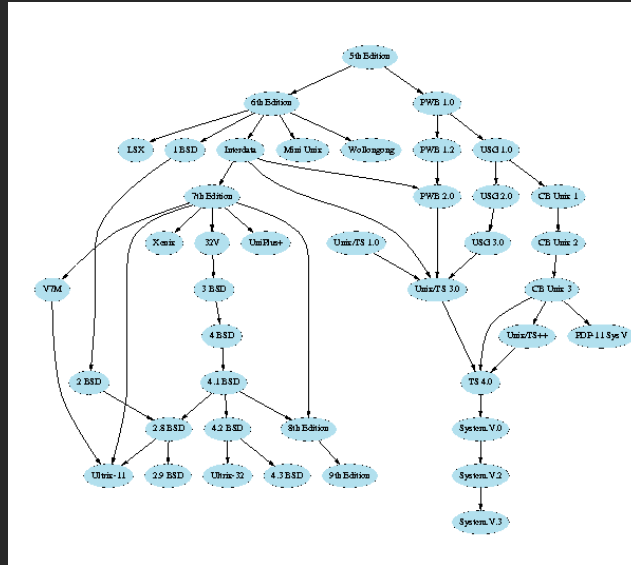 5th Edition
6th Edition
PWB 1.0
LSX
1 BSD
Interdata
Mini Unix
Wollongong
PWB 1.2
USG 1.0
7th Edition
PWB 2.0
USG 2.0
CB Unix 1
Xenix
32V
UniPlus+
Unix/TS 1.0
USG 3.0
CB Unix 2
V7M
3 BSD
Unix/TS 3.0
CB Unix 3
4 BSD
Unix/TS++
PDP-11 Sys V
2 BSD
4.1 BSD
TS 4.0
2.8 BSD
4.2 BSD
8th Edition
System V.0
Ultrix-11
2.9 BSD
Ultrix-32
4.3 BSD
9th Edition
System V.2
System V.3